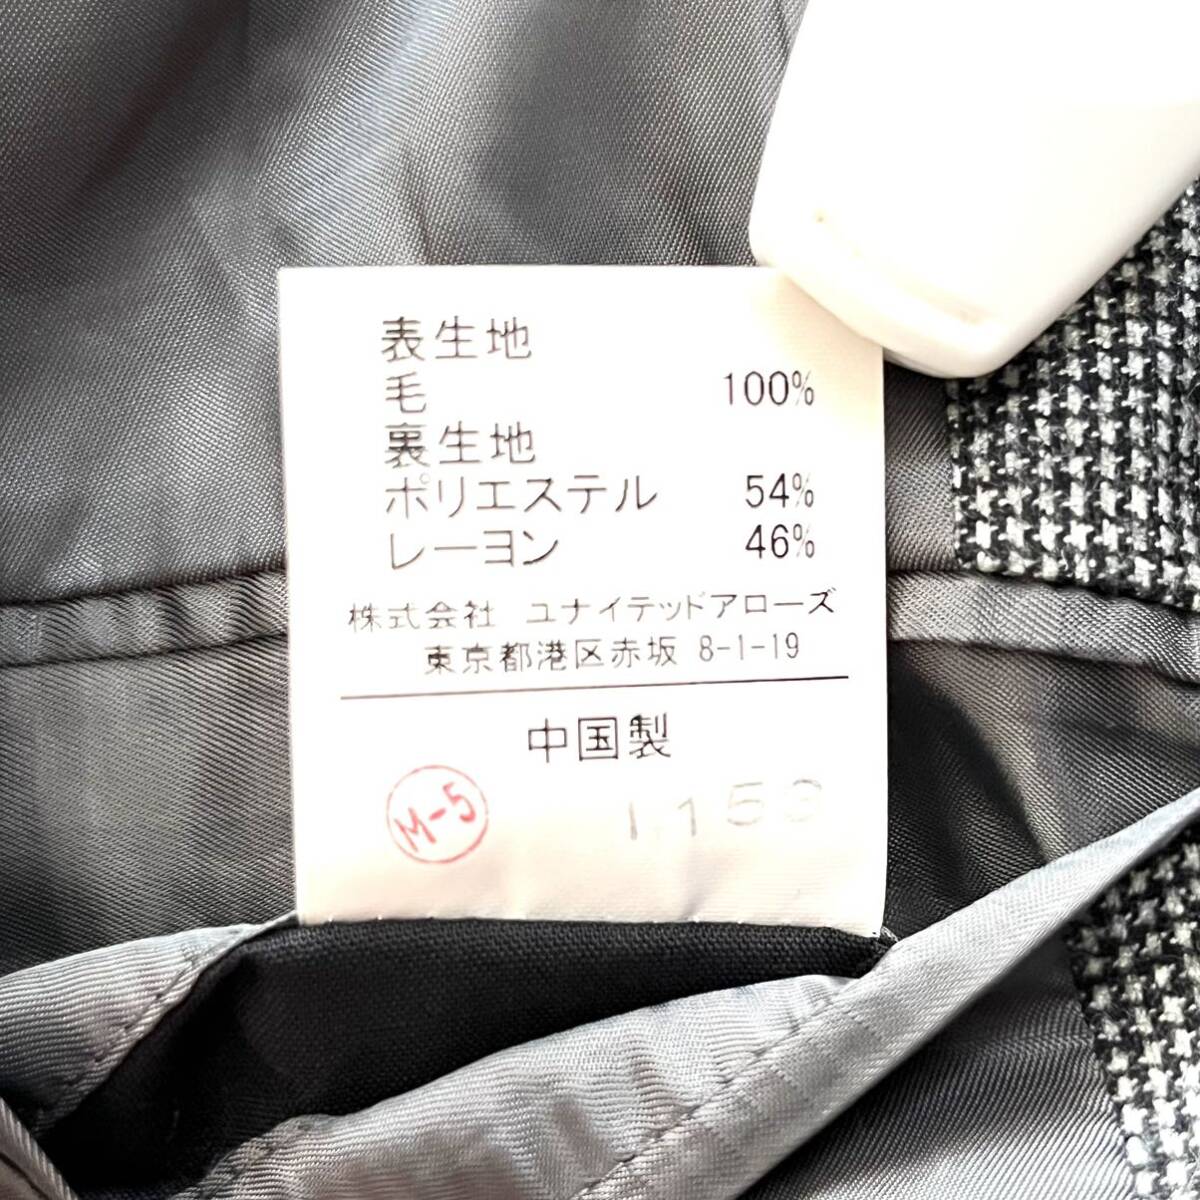 表生地
毛 100%
裏生地
ポリエステル 54%
レーヨン 46%
株式会社 ユナイテッドアローズ
東京都港区赤坂 8-1-19
中国製
M-5